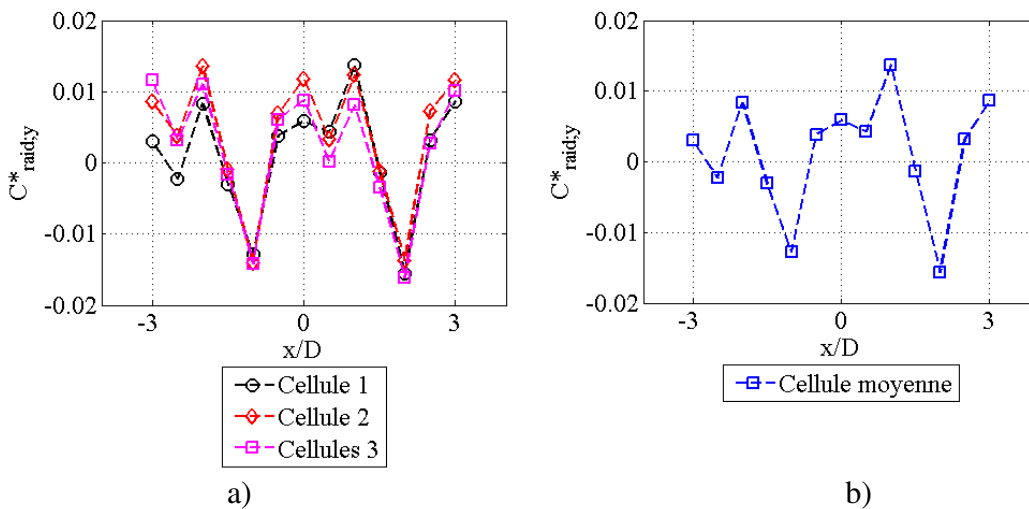 0.02
0.01
0
-0.01
-0.02
C*raid;y
-3
0
3
x/D
Cellule 1
Cellule 2
Cellules 3
a)
0.02
0.01
0
-0.01
-0.02
C*raid;y
-3
0
3
x/D
Cellule moyenne
b)